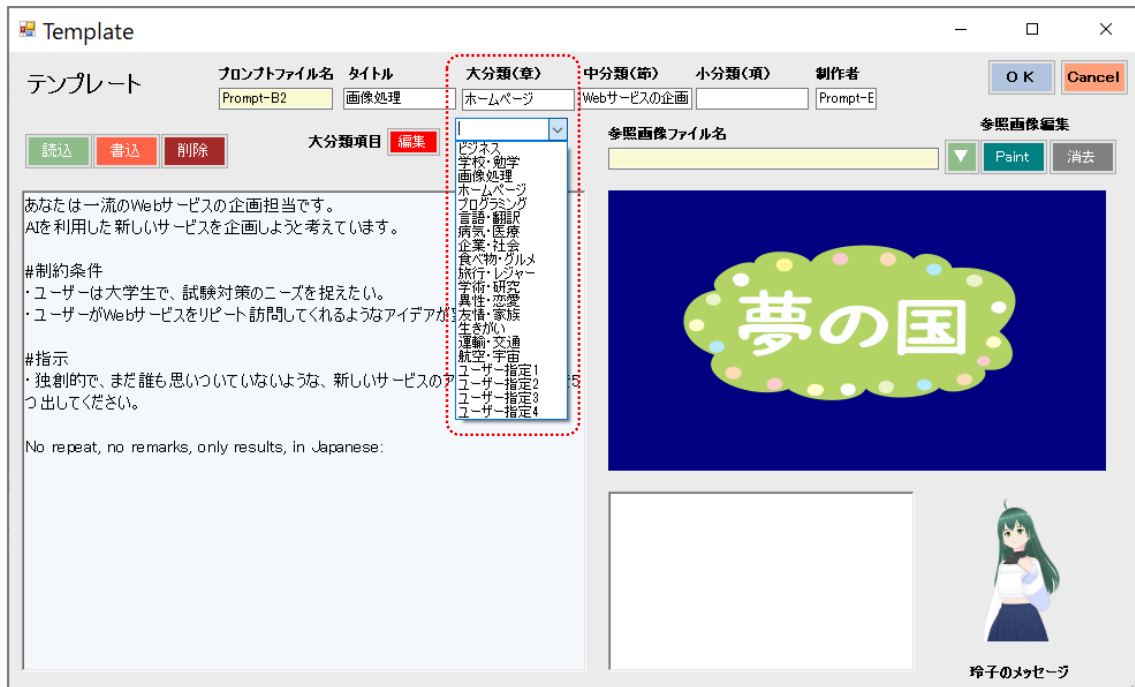 Template
テンプレート
プロンプトファイル名 タイトル 大分類(章) 中分類(節) 小分類(項) 制作者
Prompt-B2 画像処理 ホームページ Webサービスの企画 Prompt-E
O K Cancel
読込 書込 削除
大分類項目 編集
ビジネス
学校・勉学
画像処理
ホームページ
プログラミング
言語・翻訳
病気・医療
企業・社会
食べ物・グルメ
旅行・レジャー
学術・研究
異性・恋愛
友情・家族
生きがい
運輸・交通
航空・宇宙
ユーザー指定1
ユーザー指定2
ユーザー指定3
ユーザー指定4
参照画像ファイル名
参照画像編集
Paint 消去
あなたは一流のWebサービスの企画担当です。
AIを利用した新しいサービスを企画しようと考えています。
#制約条件
・ユーザーは大学生で、試験対策のニーズを捉えたい。
・ユーザーがWebサービスをリピート訪問してくれるようなアイデアが
#指示
・独創的で、まだ誰も思いついていないような、新しいサービスのア
つ出してください。
No repeat, no remarks, only results, in Japanese:
夢の国
玲子のメッセージ